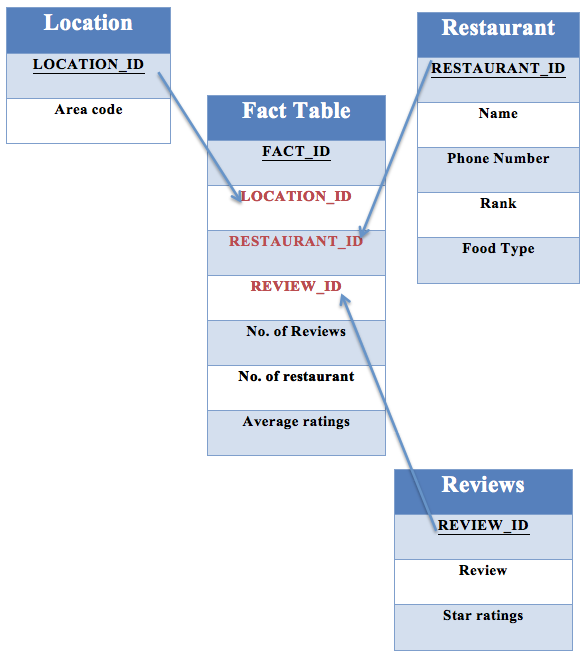 Location
LOCATION_ID
Area code
Fact Table
FACT_ID
LOCATION_ID
RESTAURANT_ID
REVIEW_ID
No. of Reviews
No. of restaurant
Average ratings
Restaurant
RESTAURANT_ID
Name
Phone Number
Rank
Food Type
Reviews
REVIEW_ID
Review
Star ratings